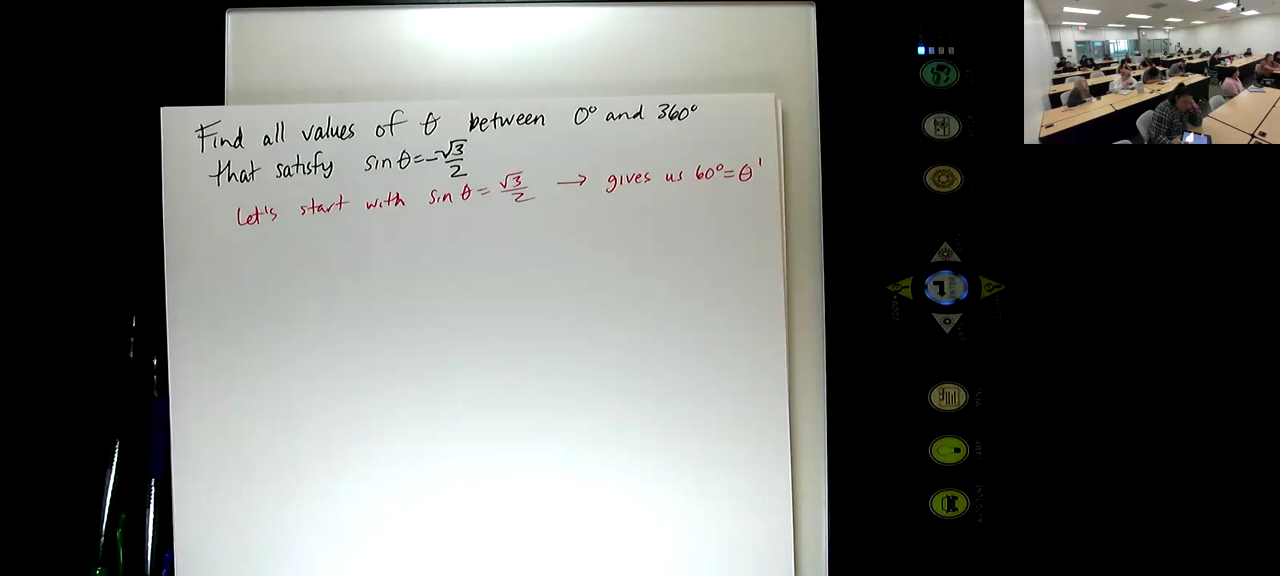 Find all values of θ between 0° and 360°
that satisfy sin θ = -√3/2
Let's start with sin θ = √3/2 → gives us 60° = θ'